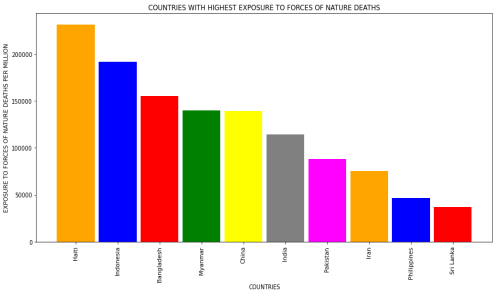 COUNTRIES WITH HIGHEST EXPOSURE TO FORCES OF NATURE DEATHS
EXPOSURE TO FORCES OF NATURE DEATHS PER MILLION
200000
150000
100000
50000
0
Haiti
Indonesia
Bangladesh
Myanmar
China
India
Pakistan
Iran
Philippines
Sri Lanka
COUNTRIES